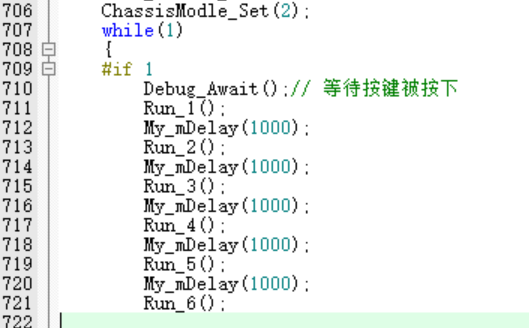 706 ChassisModle_Set(2);
707 while(1)
708 {
709 #if 1
710 Debug_Await();// 等待按键被按下
711 Run_1();
712 My_mDelay(1000);
713 Run_2();
714 My_mDelay(1000);
715 Run_3();
716 My_mDelay(1000);
717 Run_4();
718 My_mDelay(1000);
719 Run_5();
720 My_mDelay(1000);
721 Run_6();
722